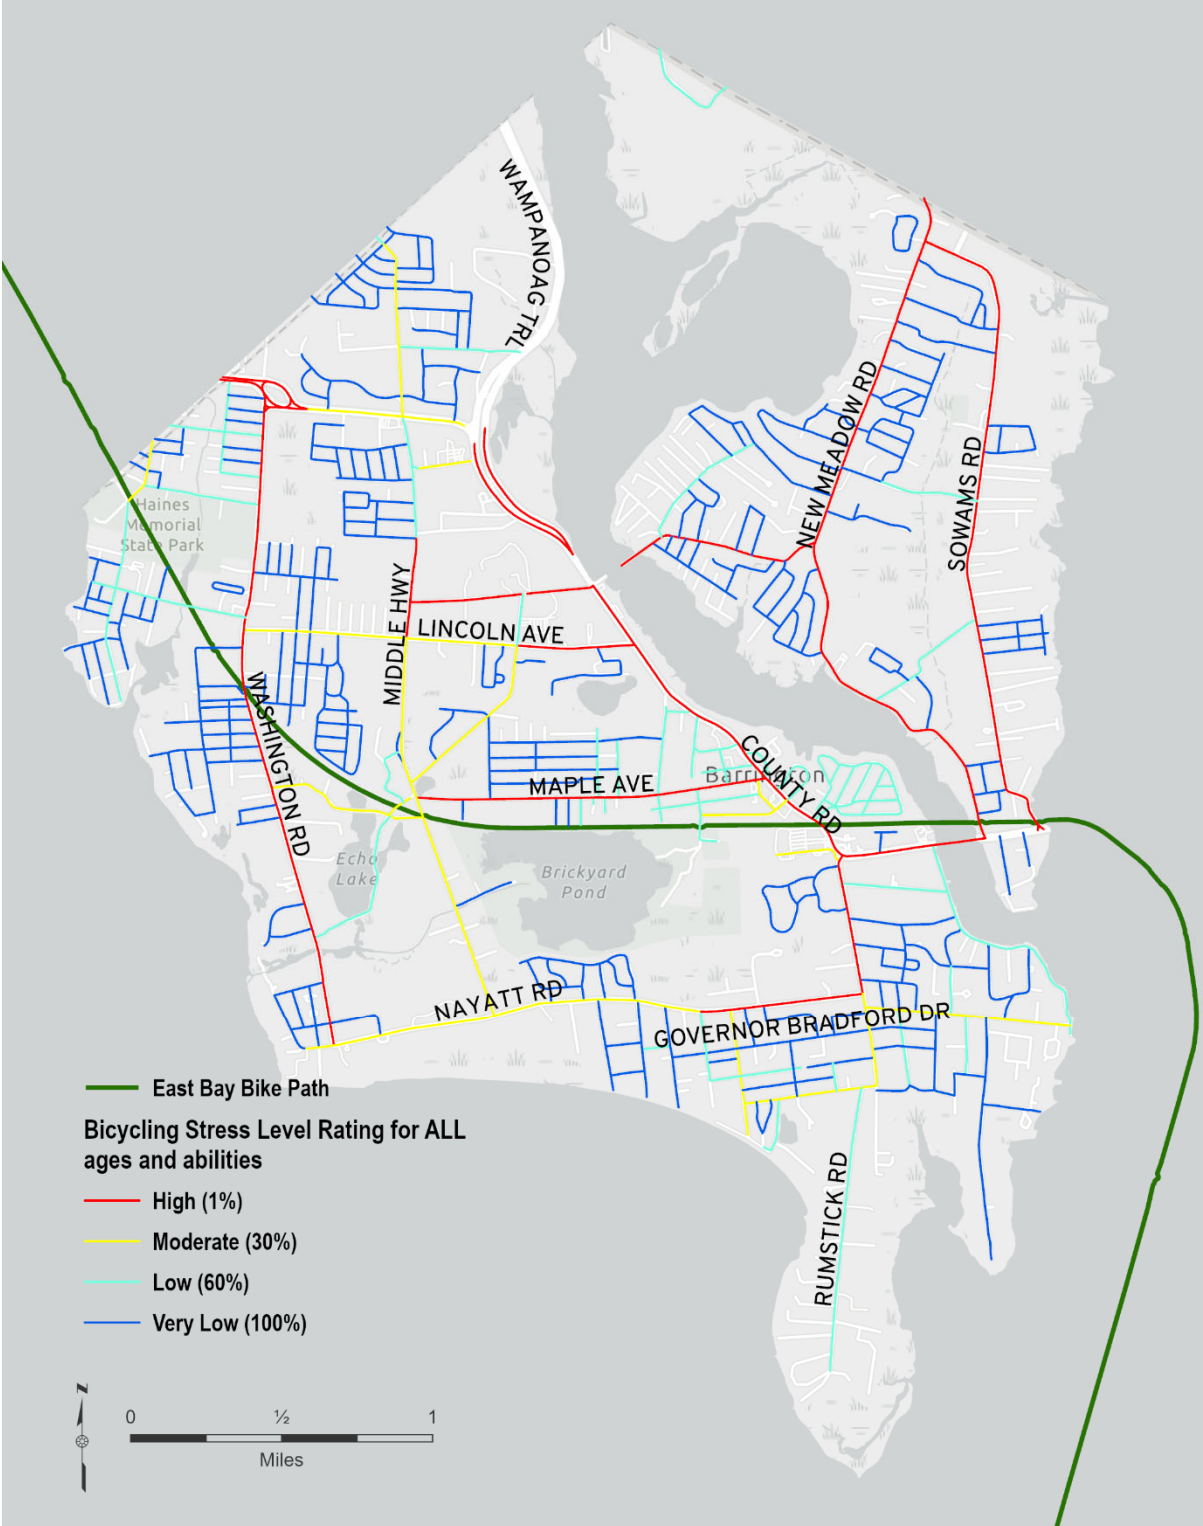 WAMPANOAG TRL
NEW MEADOW RD
SOWAMS RD
Haines
Memorial
State Park
MIDDLE HWY
LINCOLN AVE
WASHINGTON RD
COUNTY RD
Barrington
MAPLE AVE
Echo
Lake
Brickyard
Pond
NAYATT RD
GOVERNOR BRADFORD DR
RUMSTICK RD
East Bay Bike Path
Bicycling Stress Level Rating for ALL
ages and abilities
High (1%)
Moderate (30%)
Low (60%)
Very Low (100%)
N
0 ½ 1
Miles